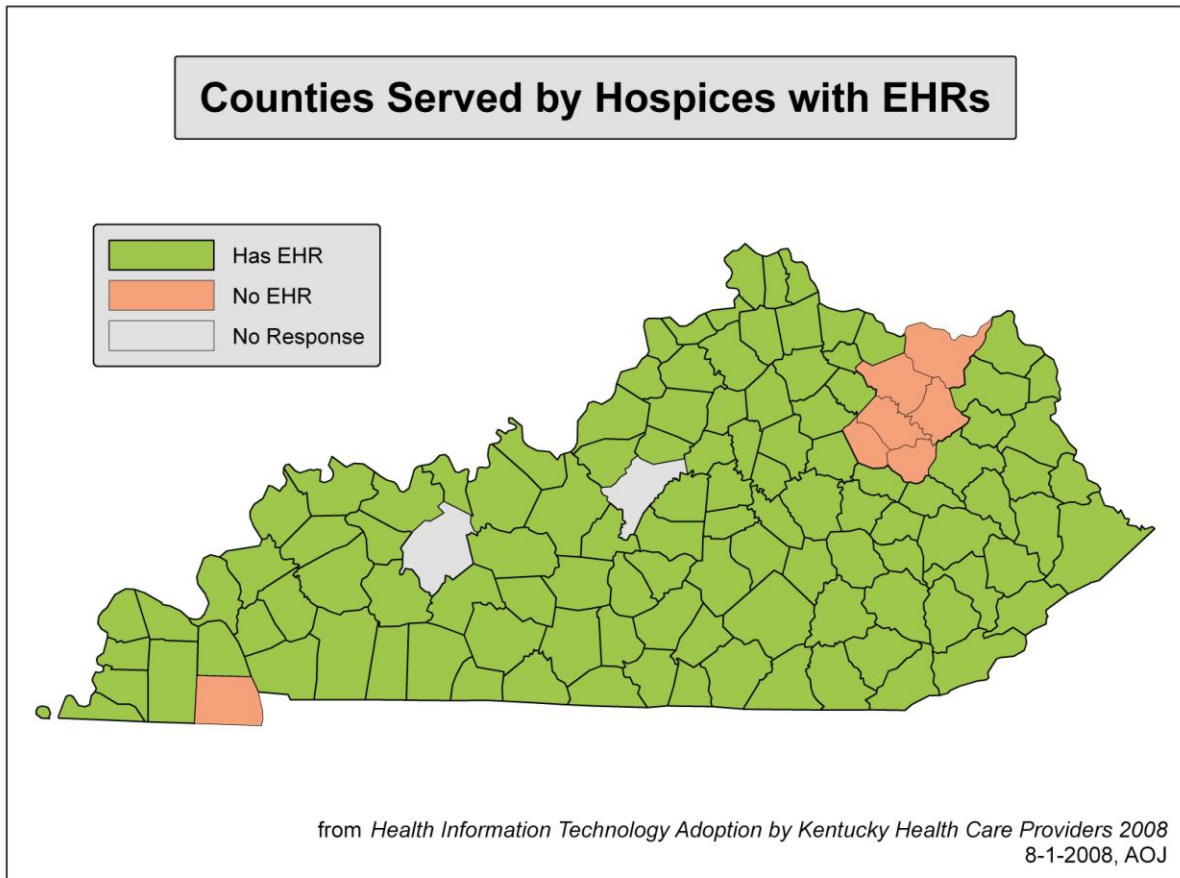 Counties Served by Hospices with EHRs
Has EHR
No EHR
No Response
from Health Information Technology Adoption by Kentucky Health Care Providers 2008
8-1-2008, AOJ